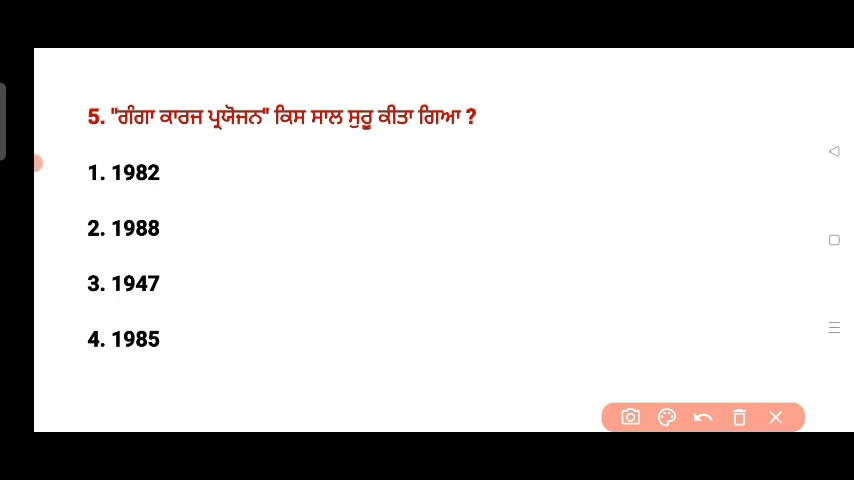 5. "ਗੰਗਾ ਕਾਰਜ ਪ੍ਰਯੋਜਨ" ਕਿਸ ਸਾਲ ਸੁਰੂ ਕੀਤਾ ਗਿਆ ?
1. 1982
2. 1988
3. 1947
4. 1985